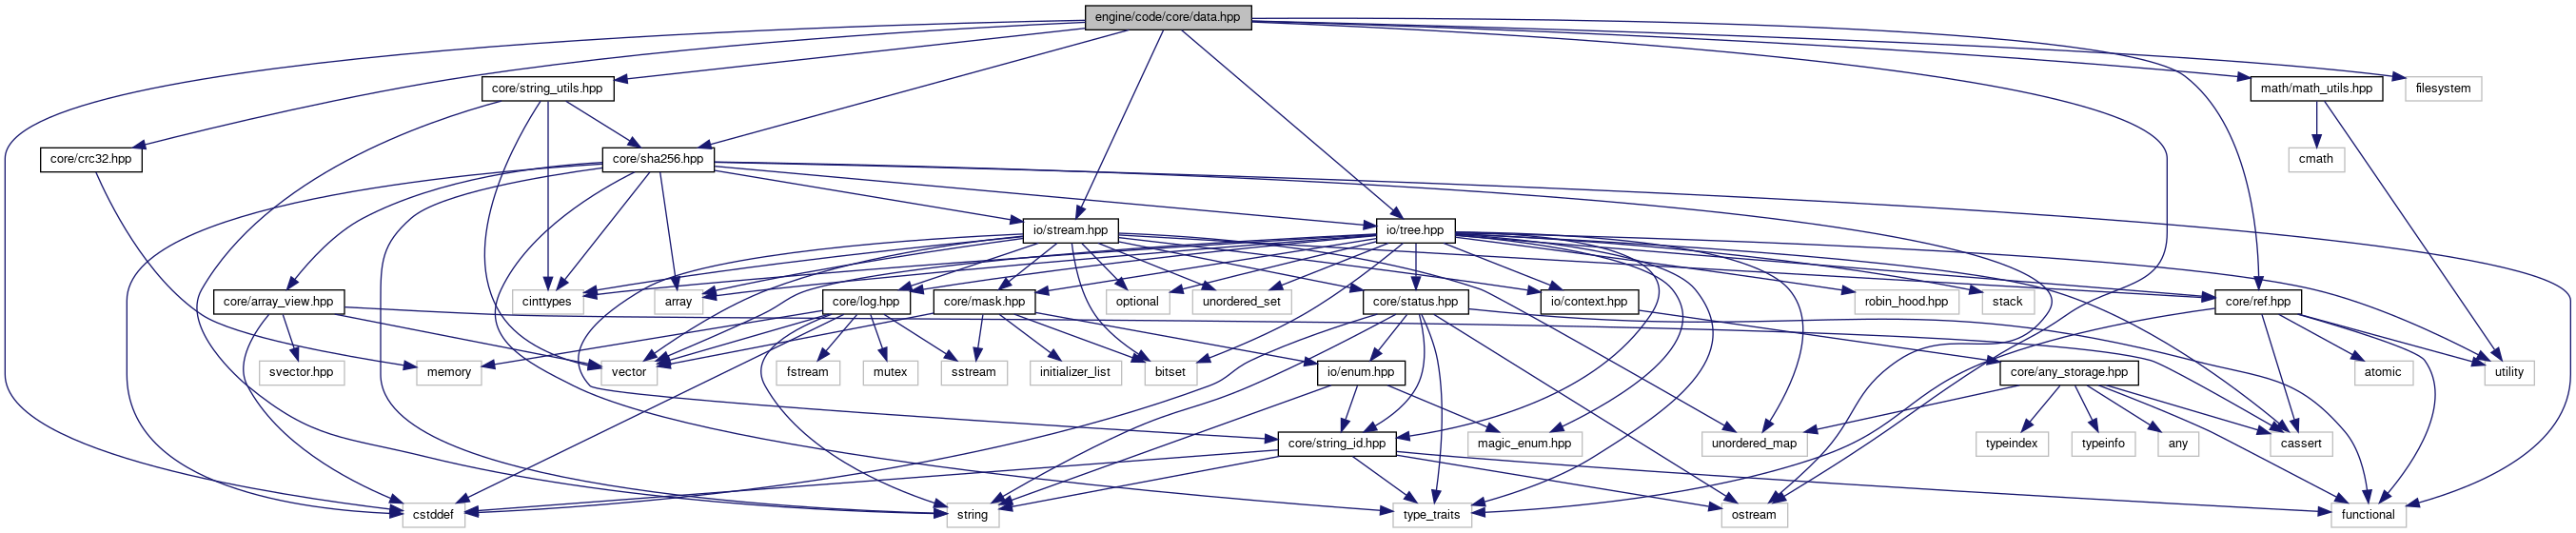 engine/code/core/data.hpp
core/string_utils.hpp
math/math_utils.hpp
filesystem
core/crc32.hpp
core/sha256.hpp
cmath
io/stream.hpp
io/tree.hpp
core/array_view.hpp
cinttypes
array
core/log.hpp
core/mask.hpp
optional
unordered_set
core/status.hpp
io/context.hpp
robin_hood.hpp
stack
core/ref.hpp
svector.hpp
memory
vector
fstream
mutex
sstream
initializer_list
bitset
io/enum.hpp
core/any_storage.hpp
atomic
utility
core/string_id.hpp
magic_enum.hpp
unordered_map
typeindex
typeinfo
any
cassert
cstddef
string
type_traits
ostream
functional